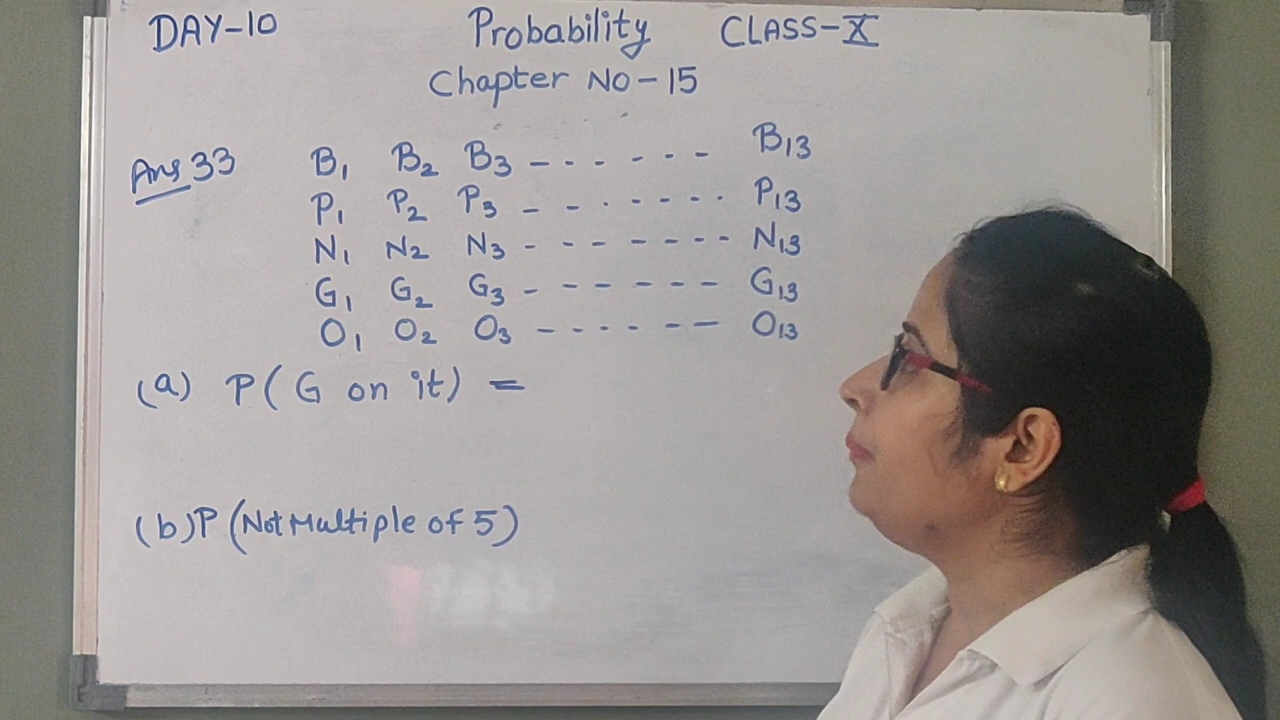 DAY-10 Probability CLASS-X
Chapter NO-15
Ans 33 B1 B2 B3 - - - - - - B13
P1 P2 P3 - - - - - - - P13
N1 N2 N3 - - - - - - - N13
G1 G2 G3 - - - - - - G13
O1 O2 O3 - - - - - - O13
(a) P( G on it) =
(b) P (Not Multiple of 5)